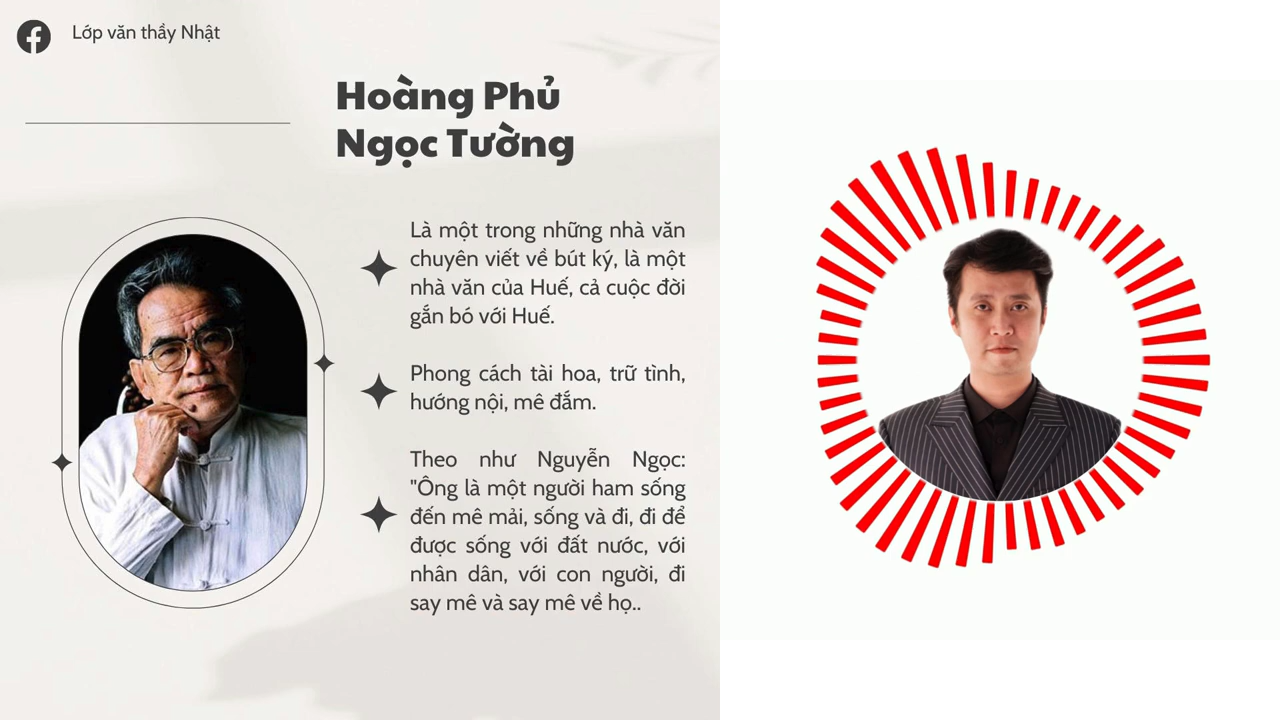 Lớp văn thầy Nhật
Hoàng Phủ
Ngọc Tường
Là một trong những nhà văn
chuyên viết về bút ký, là một
nhà văn của Huế, cả cuộc đời
gắn bó với Huế.
Phong cách tài hoa, trữ tình,
hướng nội, mê đắm.
Theo như Nguyễn Ngọc:
"Ông là một người ham sống
đến mê mải, sống và đi, đi để
được sống với đất nước, với
nhân dân, với con người, đi
say mê và say mê về họ..